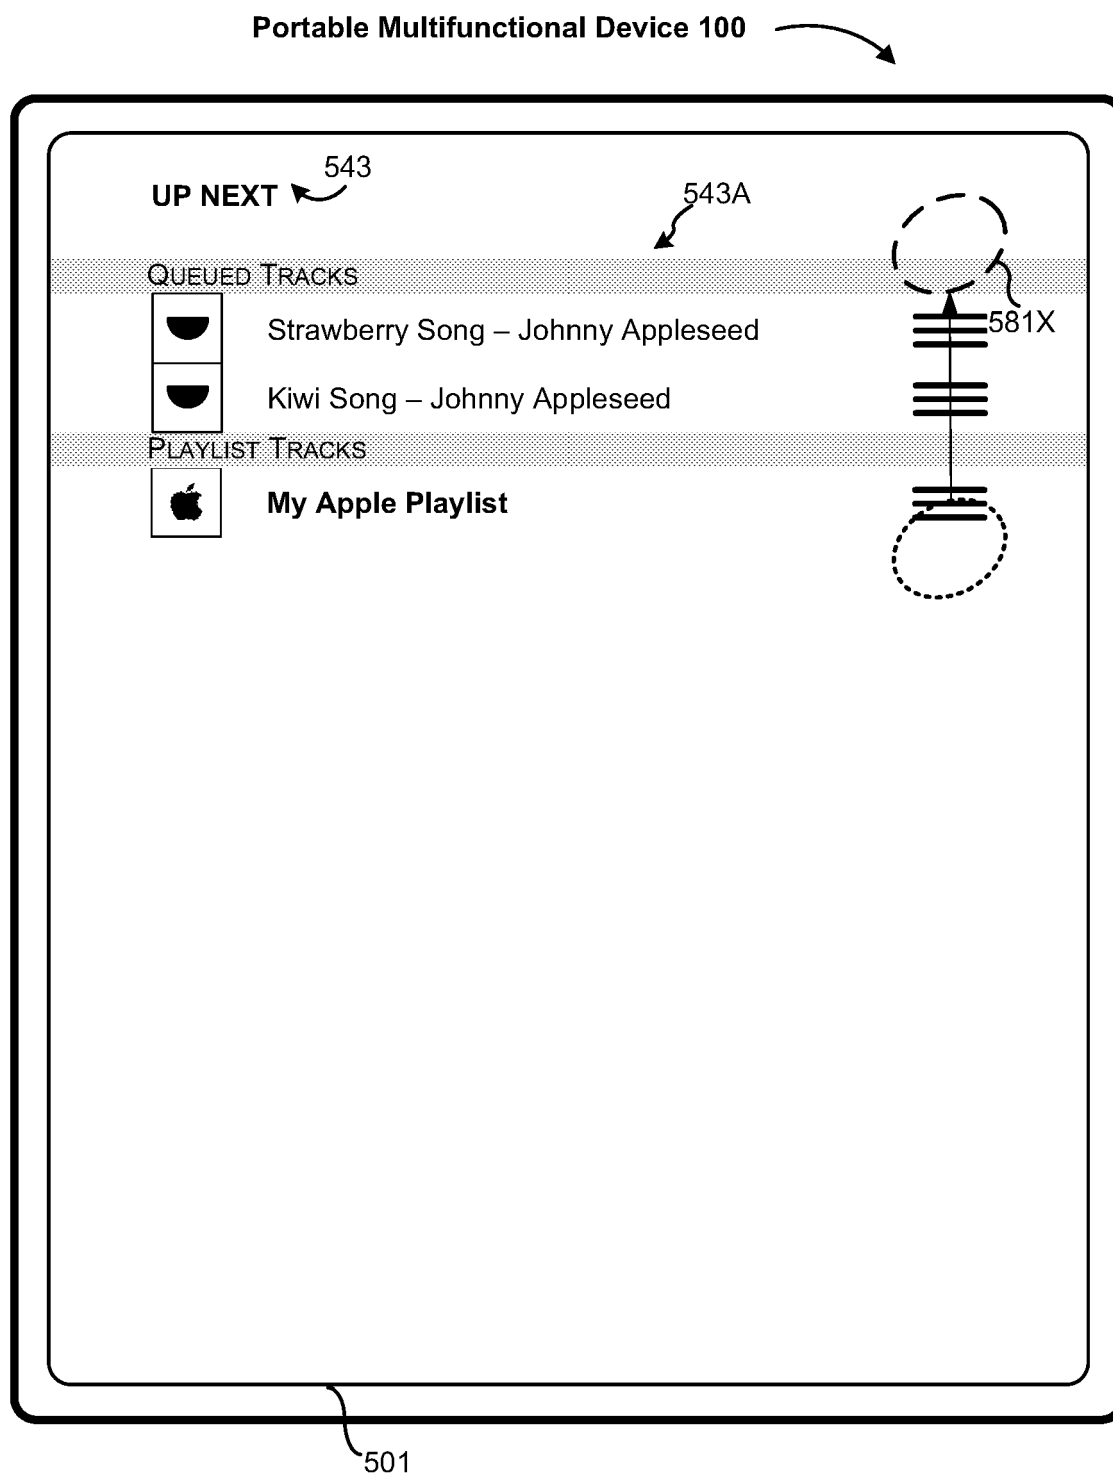 Portable Multifunctional Device 100
543
UP NEXT
543A
QUEUED TRACKS
Strawberry Song – Johnny Appleseed
581X
Kiwi Song – Johnny Appleseed
PLAYLIST TRACKS
My Apple Playlist
501